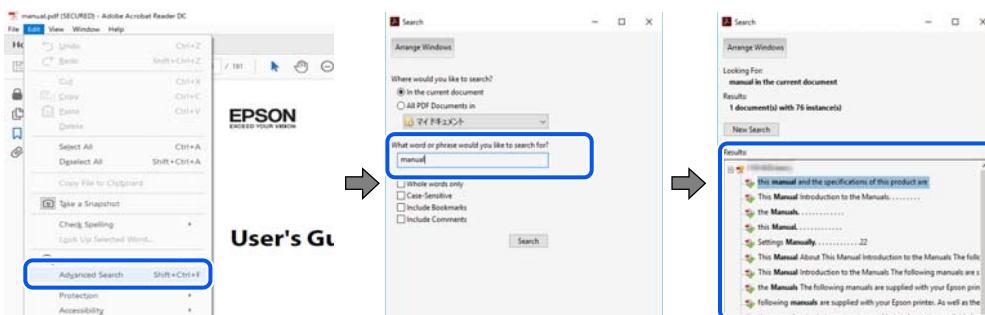 manual.pdf (SECURED) - Adobe Acrobat Reader DC
File Edit View Window Help
Undo Ctrl+Z
Redo Shift+Ctrl+Z
Cut Ctrl+X
Copy Ctrl+C
Paste Ctrl+V
Delete
Select All Ctrl+A
Deselect All Shift+Ctrl+A
Copy File to Clipboard
Take a Snapshot
Check Spelling
Look Up Selected Word...
Advanced Search Shift+Ctrl+F
Protection
Accessibility
/ 191
EPSON
EXCEED YOUR VISION
User's Gu
Search
Arrange Windows
Where would you like to search?
In the current document
All PDF Documents in
マイ ドキュメント
What word or phrase would you like to search for?
manual
Whole words only
Case-Sensitive
Include Bookmarks
Include Comments
Search
Search
Arrange Windows
Looking For:
manual in the current document
Results:
1 document(s) with 76 instance(s)
New Search
Results:
this manual and the specifications of this product are
This Manual Introduction to the Manuals. . . . . . . . .
the Manuals. . . . . . . . . . . . .
this Manual. . . . . . . . . . . . .
Settings Manually. . . . . . . . . . . . .22
This Manual About This Manual Introduction to the Manuals The follo
This Manual Introduction to the Manuals The following manuals are s
the Manuals The following manuals are supplied with your Epson prin
following manuals are supplied with your Epson printer. As well as the